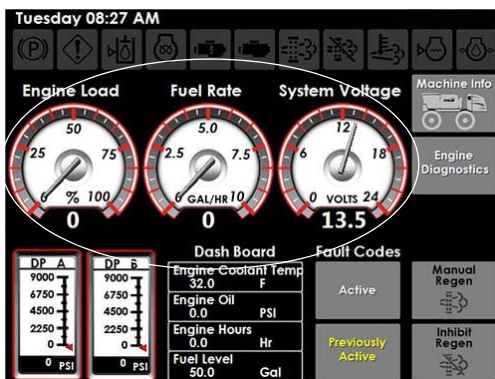 Tuesday 08:27 AM
(P)
Engine Load Fuel Rate System Voltage
Machine Info
50
25 75
0 % 100
0
5.0
2.5 7.5
0 GAL/HR 10
0
12
6 18
0 VOLTS 24
13.5
Engine
Diagnostics
DP A
9000
6750
4500
2250
0
0 PSI
DP B
9000
6750
4500
2250
0
0 PSI
Dash Board
Engine Coolant Temp
32.0 F
Engine Oil
0.0 PSI
Engine Hours
0.0 Hr
Fuel Level
50.0 Gal
Fault Codes
Active
Previously
Active
Manual
Regen
Inhibit
Regen